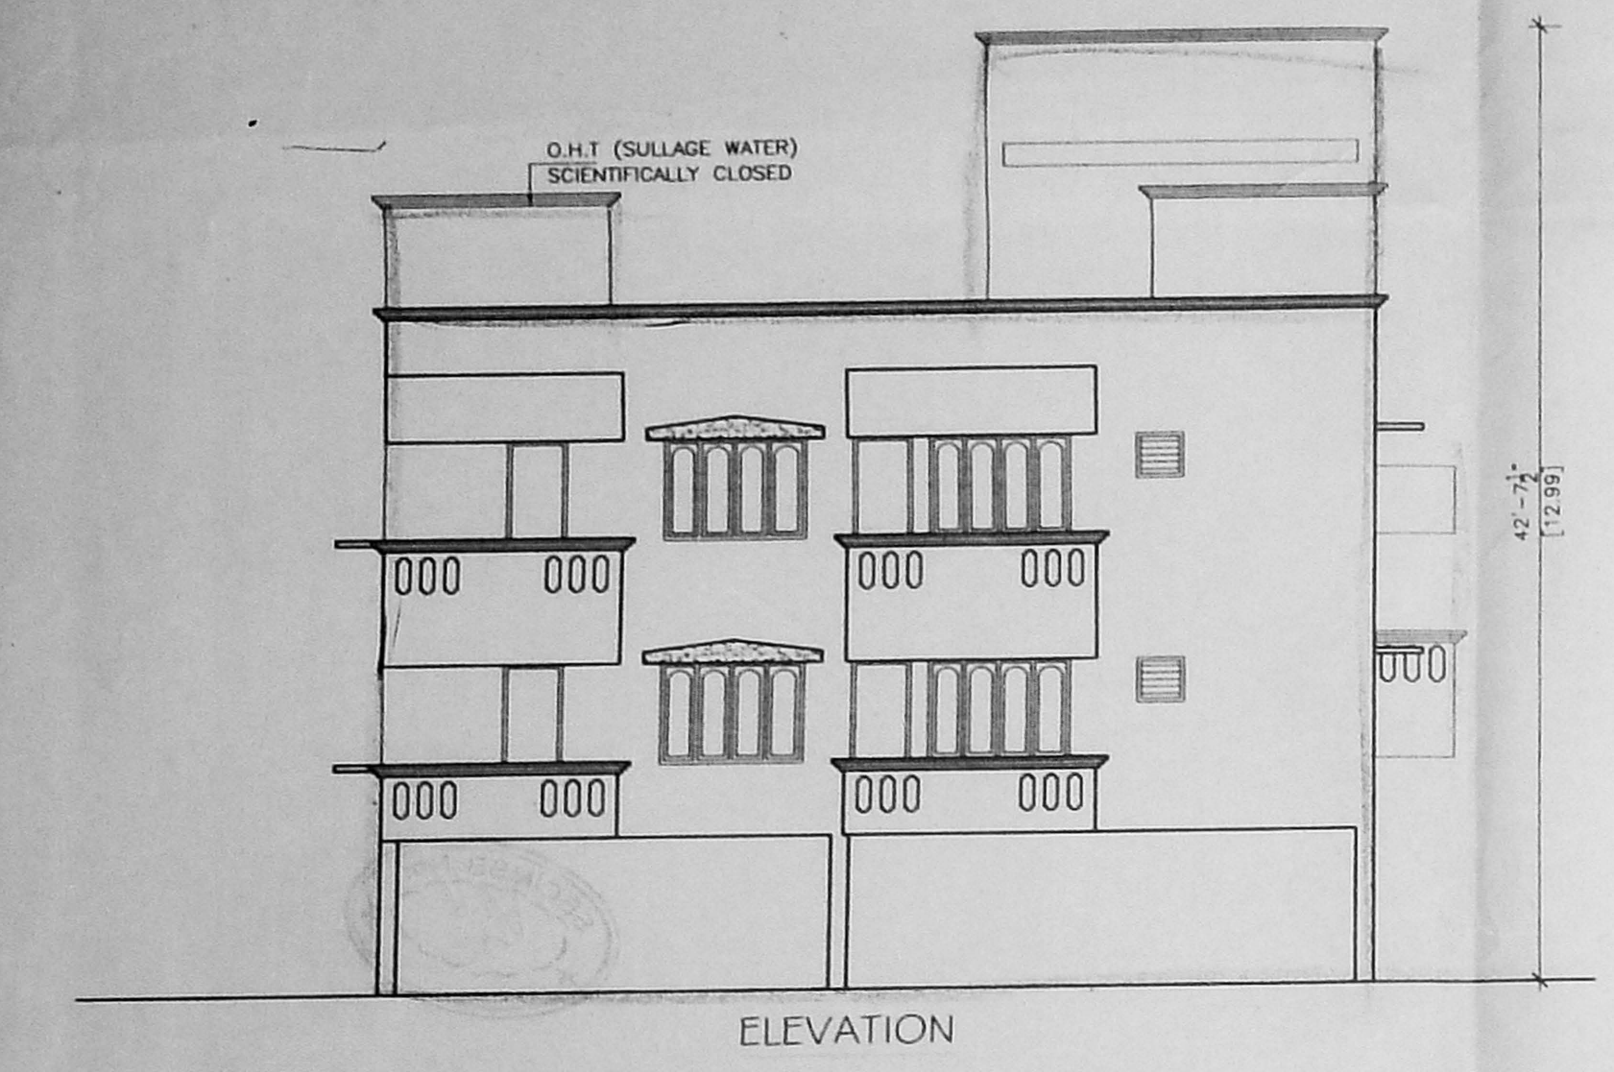 O.H.T (SULLAGE WATER)
SCIENTIFICALLY CLOSED
42'-7½"
[12.99]
ELEVATION